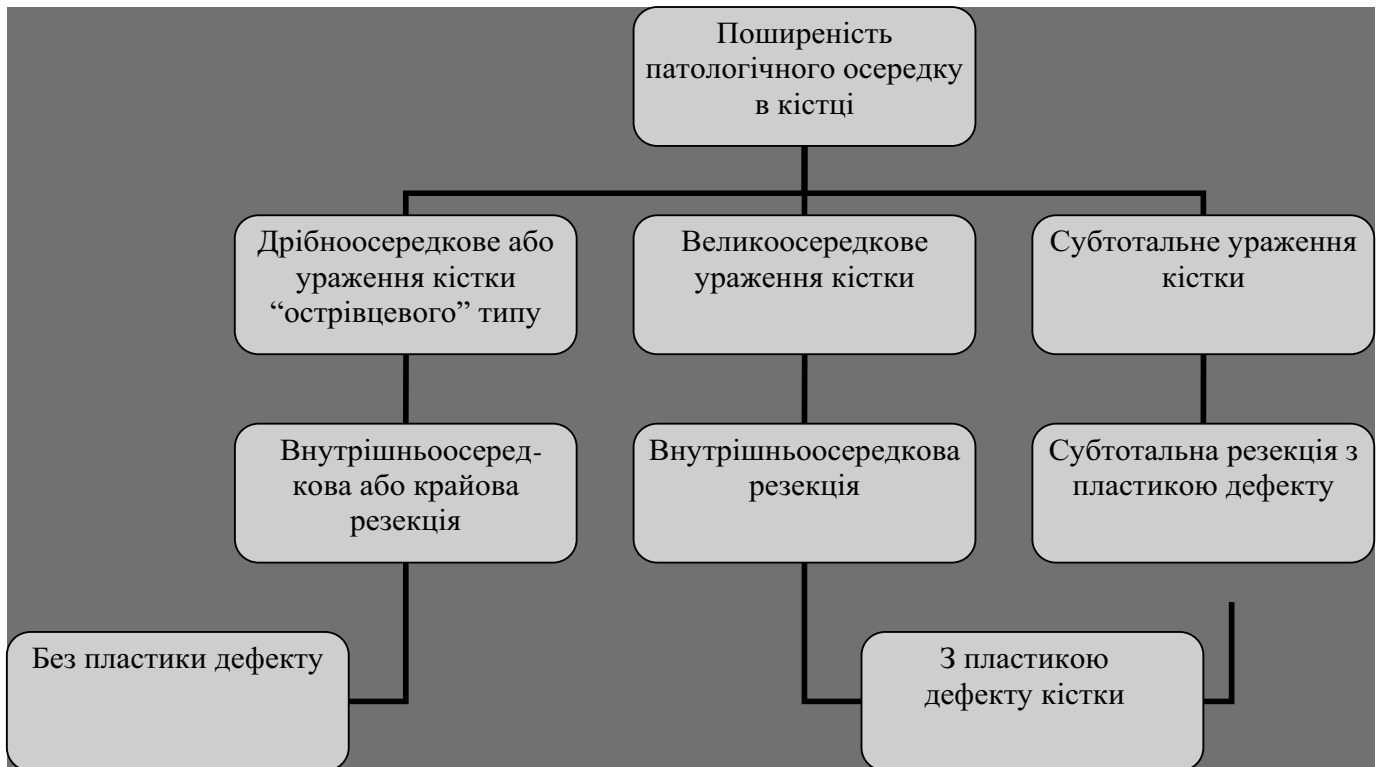 Поширеність
патологічного осередку
в кістці
Дрібноосередкове або
ураження кістки
“острівцевого” типу
Великоосередкове
ураження кістки
Субтотальне ураження
кістки
Внутрішньоосеред-
кова або крайова
резекція
Внутрішньоосередкова
резекція
Субтотальна резекція з
пластикою дефекту
Без пластики дефекту
З пластикою
дефекту кістки